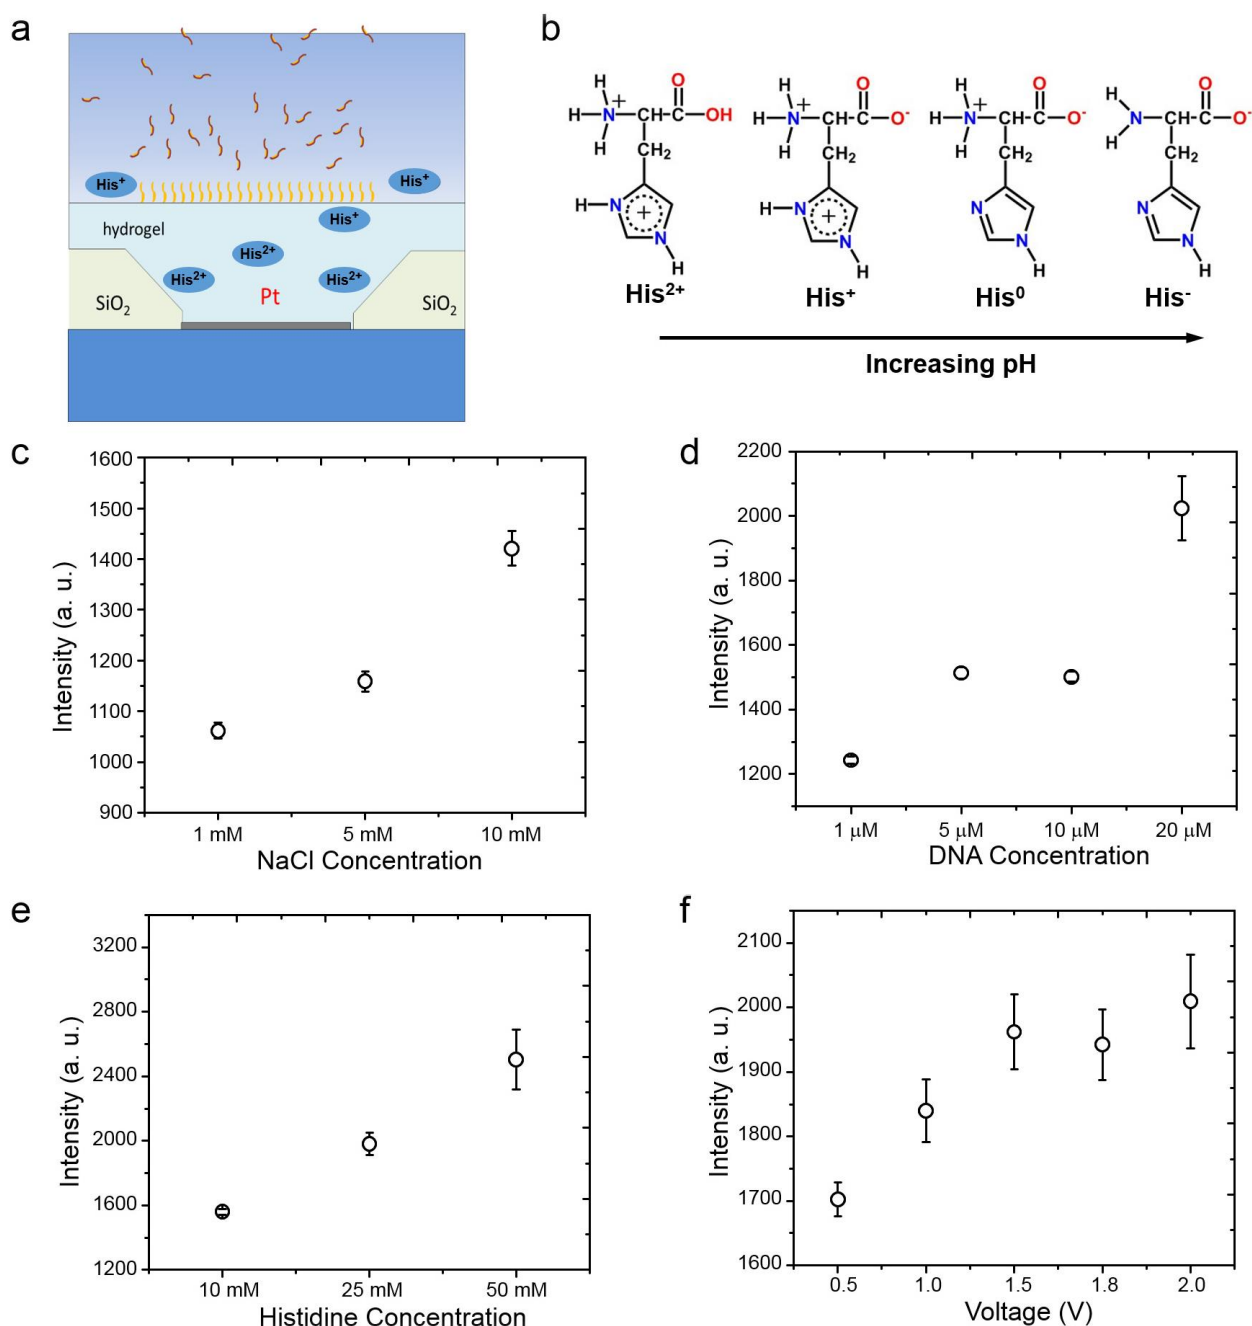 a
His+
His+
His+
hydrogel
His2+
His2+
His2+
Pt
SiO2
SiO2
b
H O
H N + CH C OH
H CH2
H N +
N
H
His2+
H O
H N + CH C O-
H CH2
H N +
N
H
His+
H O
H N + CH C O-
H CH2
N
N
H
His0
H O
N CH C O-
H CH2
N
N
H
His-
Increasing pH
c
1600
1500
1400
1300
1200
1100
1000
900
Intensity (a. u.)
1 mM 5 mM 10 mM
NaCl Concentration
d
2200
2000
1800
1600
1400
1200
Intensity (a. u.)
1 μM 5 μM 10 μM 20 μM
DNA Concentration
e
3200
2800
2400
2000
1600
1200
Intensity (a. u.)
10 mM 25 mM 50 mM
Histidine Concentration
f
2100
2000
1900
1800
1700
1600
Intensity (a. u.)
0.5 1.0 1.5 1.8 2.0
Voltage (V)